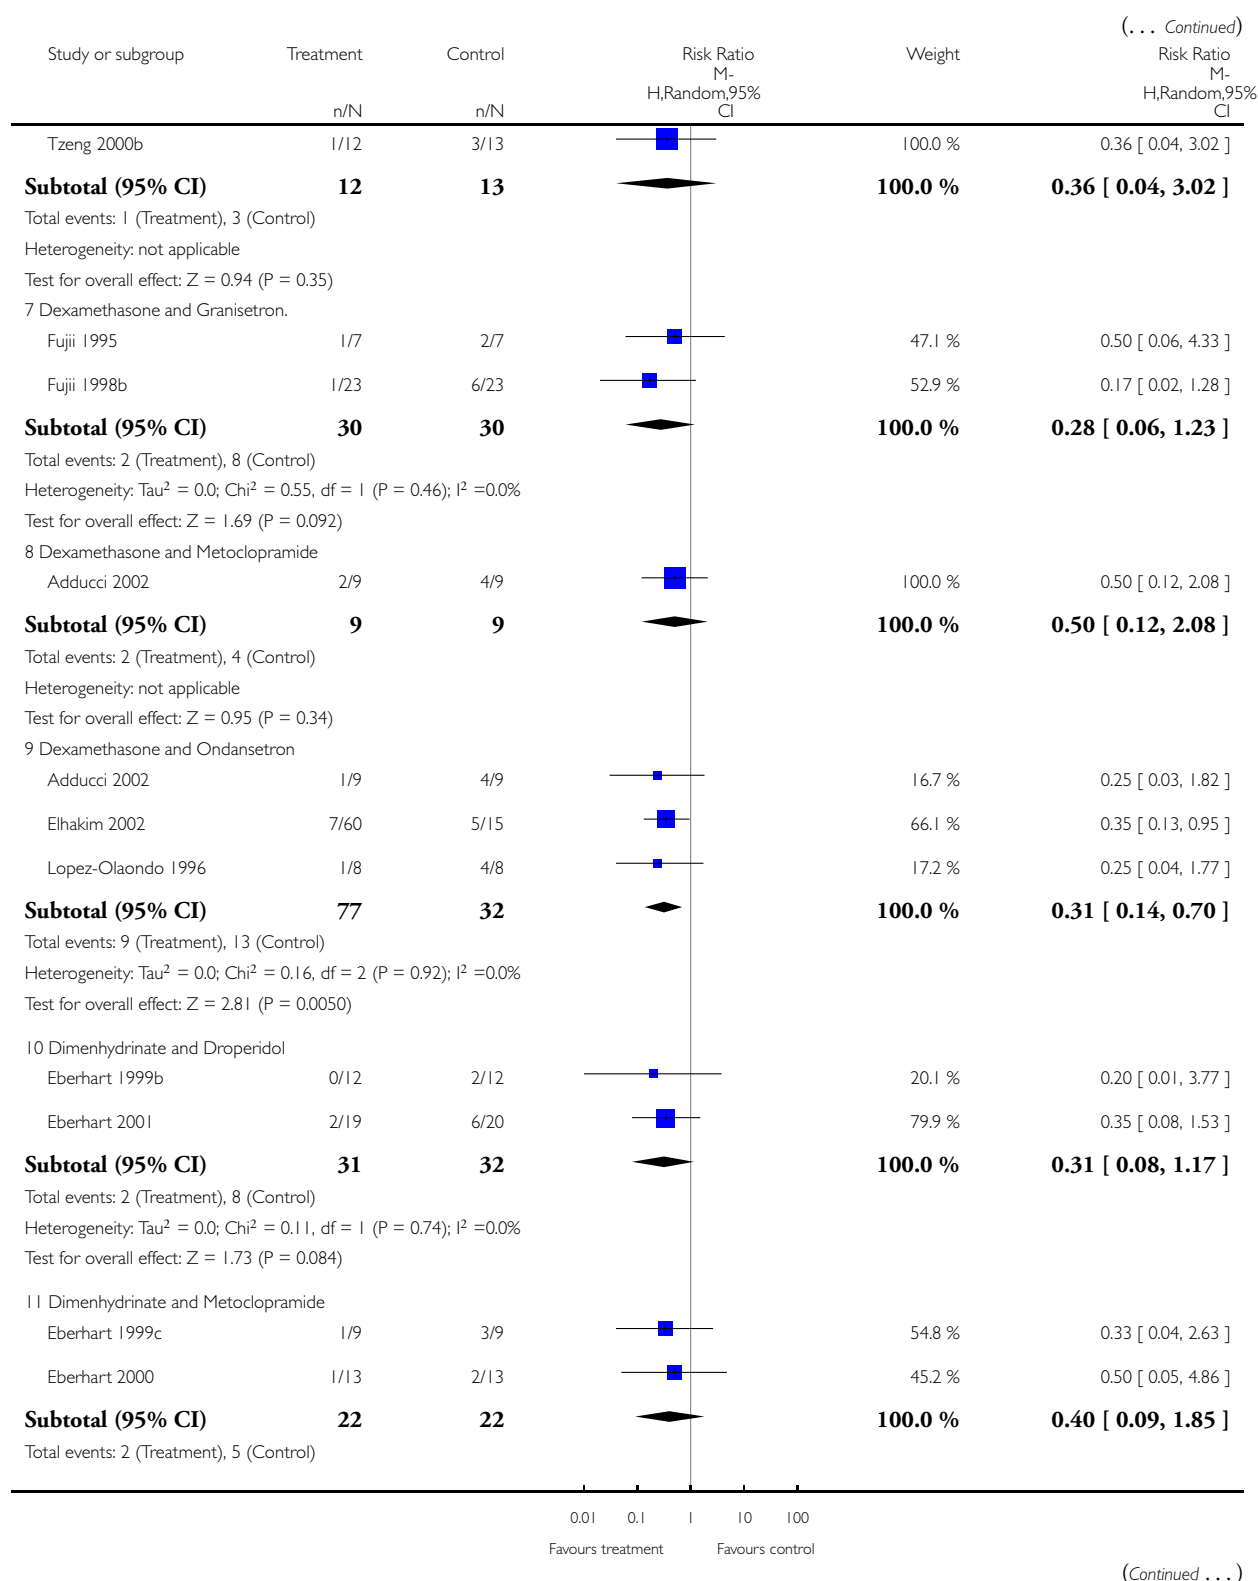 (... Continued)
Study or subgroup Treatment Control Risk Ratio Weight Risk Ratio
M- M-
H,Random,95% H,Random,95%
n/N n/N CI CI
Tzeng 2000b 1/12 3/13 100.0 % 0.36 [ 0.04, 3.02 ]
Subtotal (95% CI) 12 13 100.0 % 0.36 [ 0.04, 3.02 ]
Total events: 1 (Treatment), 3 (Control)
Heterogeneity: not applicable
Test for overall effect: Z = 0.94 (P = 0.35)
7 Dexamethasone and Granisetron.
Fujii 1995 1/7 2/7 47.1 % 0.50 [ 0.06, 4.33 ]
Fujii 1998b 1/23 6/23 52.9 % 0.17 [ 0.02, 1.28 ]
Subtotal (95% CI) 30 30 100.0 % 0.28 [ 0.06, 1.23 ]
Total events: 2 (Treatment), 8 (Control)
Heterogeneity: Tau² = 0.0; Chi² = 0.55, df = 1 (P = 0.46); I² =0.0%
Test for overall effect: Z = 1.69 (P = 0.092)
8 Dexamethasone and Metoclopramide
Adducci 2002 2/9 4/9 100.0 % 0.50 [ 0.12, 2.08 ]
Subtotal (95% CI) 9 9 100.0 % 0.50 [ 0.12, 2.08 ]
Total events: 2 (Treatment), 4 (Control)
Heterogeneity: not applicable
Test for overall effect: Z = 0.95 (P = 0.34)
9 Dexamethasone and Ondansetron
Adducci 2002 1/9 4/9 16.7 % 0.25 [ 0.03, 1.82 ]
Elhakim 2002 7/60 5/15 66.1 % 0.35 [ 0.13, 0.95 ]
Lopez-Olaondo 1996 1/8 4/8 17.2 % 0.25 [ 0.04, 1.77 ]
Subtotal (95% CI) 77 32 100.0 % 0.31 [ 0.14, 0.70 ]
Total events: 9 (Treatment), 13 (Control)
Heterogeneity: Tau² = 0.0; Chi² = 0.16, df = 2 (P = 0.92); I² =0.0%
Test for overall effect: Z = 2.81 (P = 0.0050)
10 Dimenhydrinate and Droperidol
Eberhart 1999b 0/12 2/12 20.1 % 0.20 [ 0.01, 3.77 ]
Eberhart 2001 2/19 6/20 79.9 % 0.35 [ 0.08, 1.53 ]
Subtotal (95% CI) 31 32 100.0 % 0.31 [ 0.08, 1.17 ]
Total events: 2 (Treatment), 8 (Control)
Heterogeneity: Tau² = 0.0; Chi² = 0.11, df = 1 (P = 0.74); I² =0.0%
Test for overall effect: Z = 1.73 (P = 0.084)
11 Dimenhydrinate and Metoclopramide
Eberhart 1999c 1/9 3/9 54.8 % 0.33 [ 0.04, 2.63 ]
Eberhart 2000 1/13 2/13 45.2 % 0.50 [ 0.05, 4.86 ]
Subtotal (95% CI) 22 22 100.0 % 0.40 [ 0.09, 1.85 ]
Total events: 2 (Treatment), 5 (Control)
0.01 0.1 1 10 100
Favours treatment Favours control
(Continued ...)